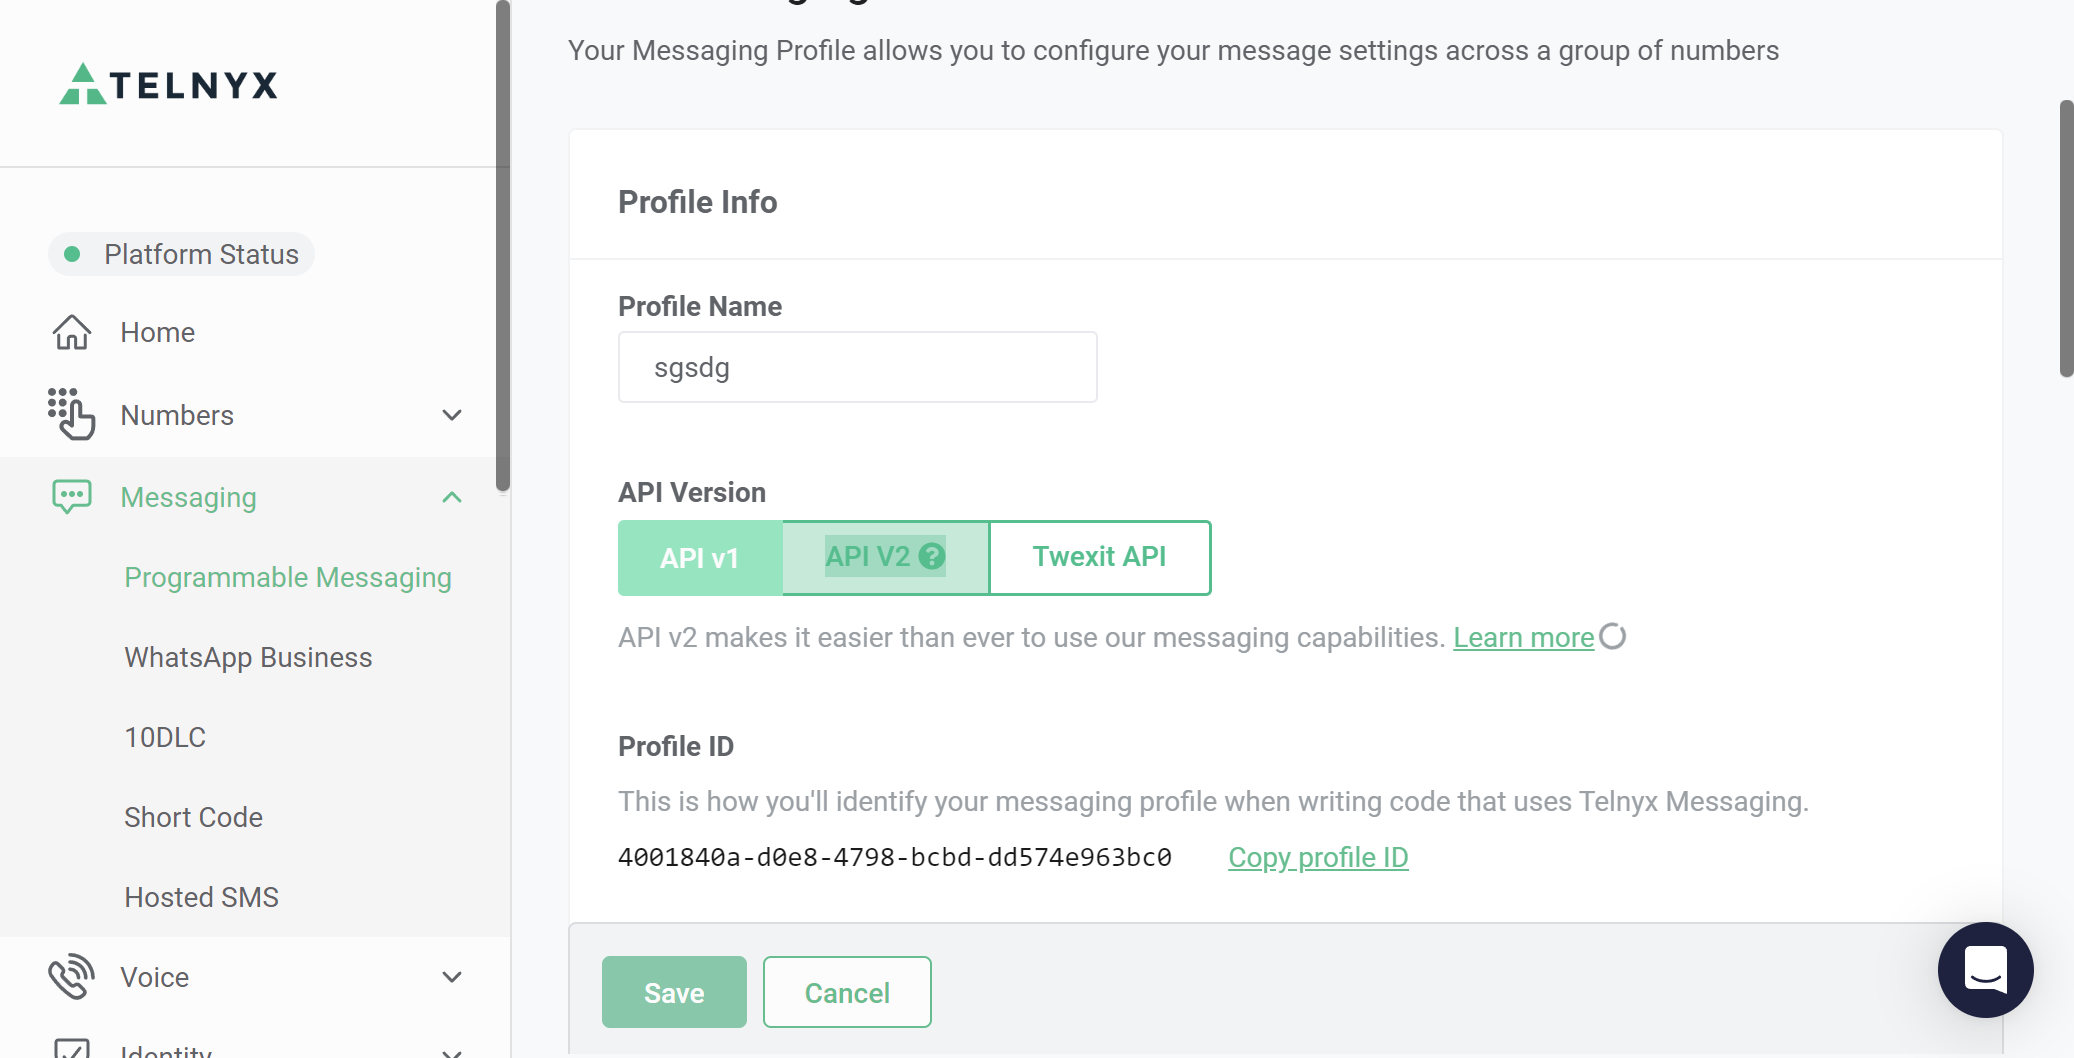 TELNYX
Platform Status
Home
Numbers
Messaging
Programmable Messaging
WhatsApp Business
10DLC
Short Code
Hosted SMS
Voice
Identity
Your Messaging Profile allows you to configure your message settings across a group of numbers
Profile Info
Profile Name
sgsdg
API Version
API v1
API V2 ?
Twexit API
API v2 makes it easier than ever to use our messaging capabilities. Learn more
Profile ID
This is how you'll identify your messaging profile when writing code that uses Telnyx Messaging.
4001840a-d0e8-4798-bcbd-dd574e963bc0 Copy profile ID
Save
Cancel